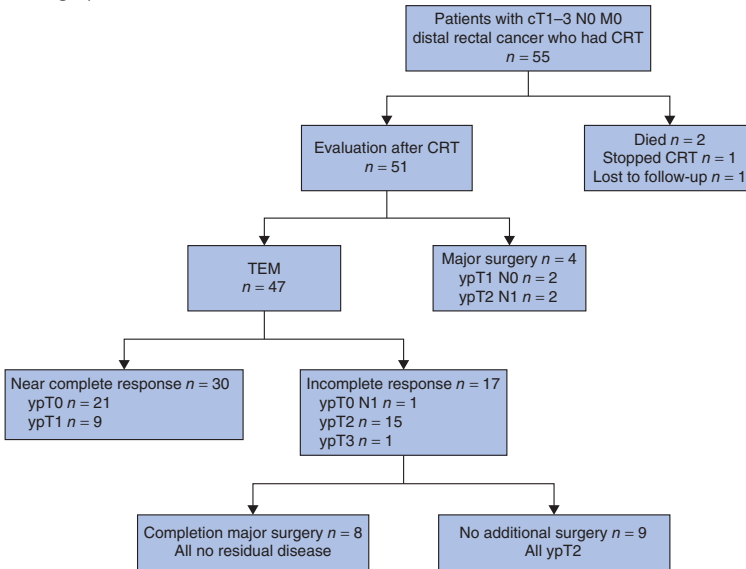 Patients with cT1–3 N0 M0
distal rectal cancer who had CRT
n = 55
Evaluation after CRT
n = 51
Died n = 2
Stopped CRT n = 1
Lost to follow-up n = 1
TEM
n = 47
Major surgery n = 4
ypT1 N0 n = 2
ypT2 N1 n = 2
Near complete response n = 30
ypT0 n = 21
ypT1 n = 9
Incomplete response n = 17
ypT0 N1 n = 1
ypT2 n = 15
ypT3 n = 1
Completion major surgery n = 8
All no residual disease
No additional surgery n = 9
All ypT2